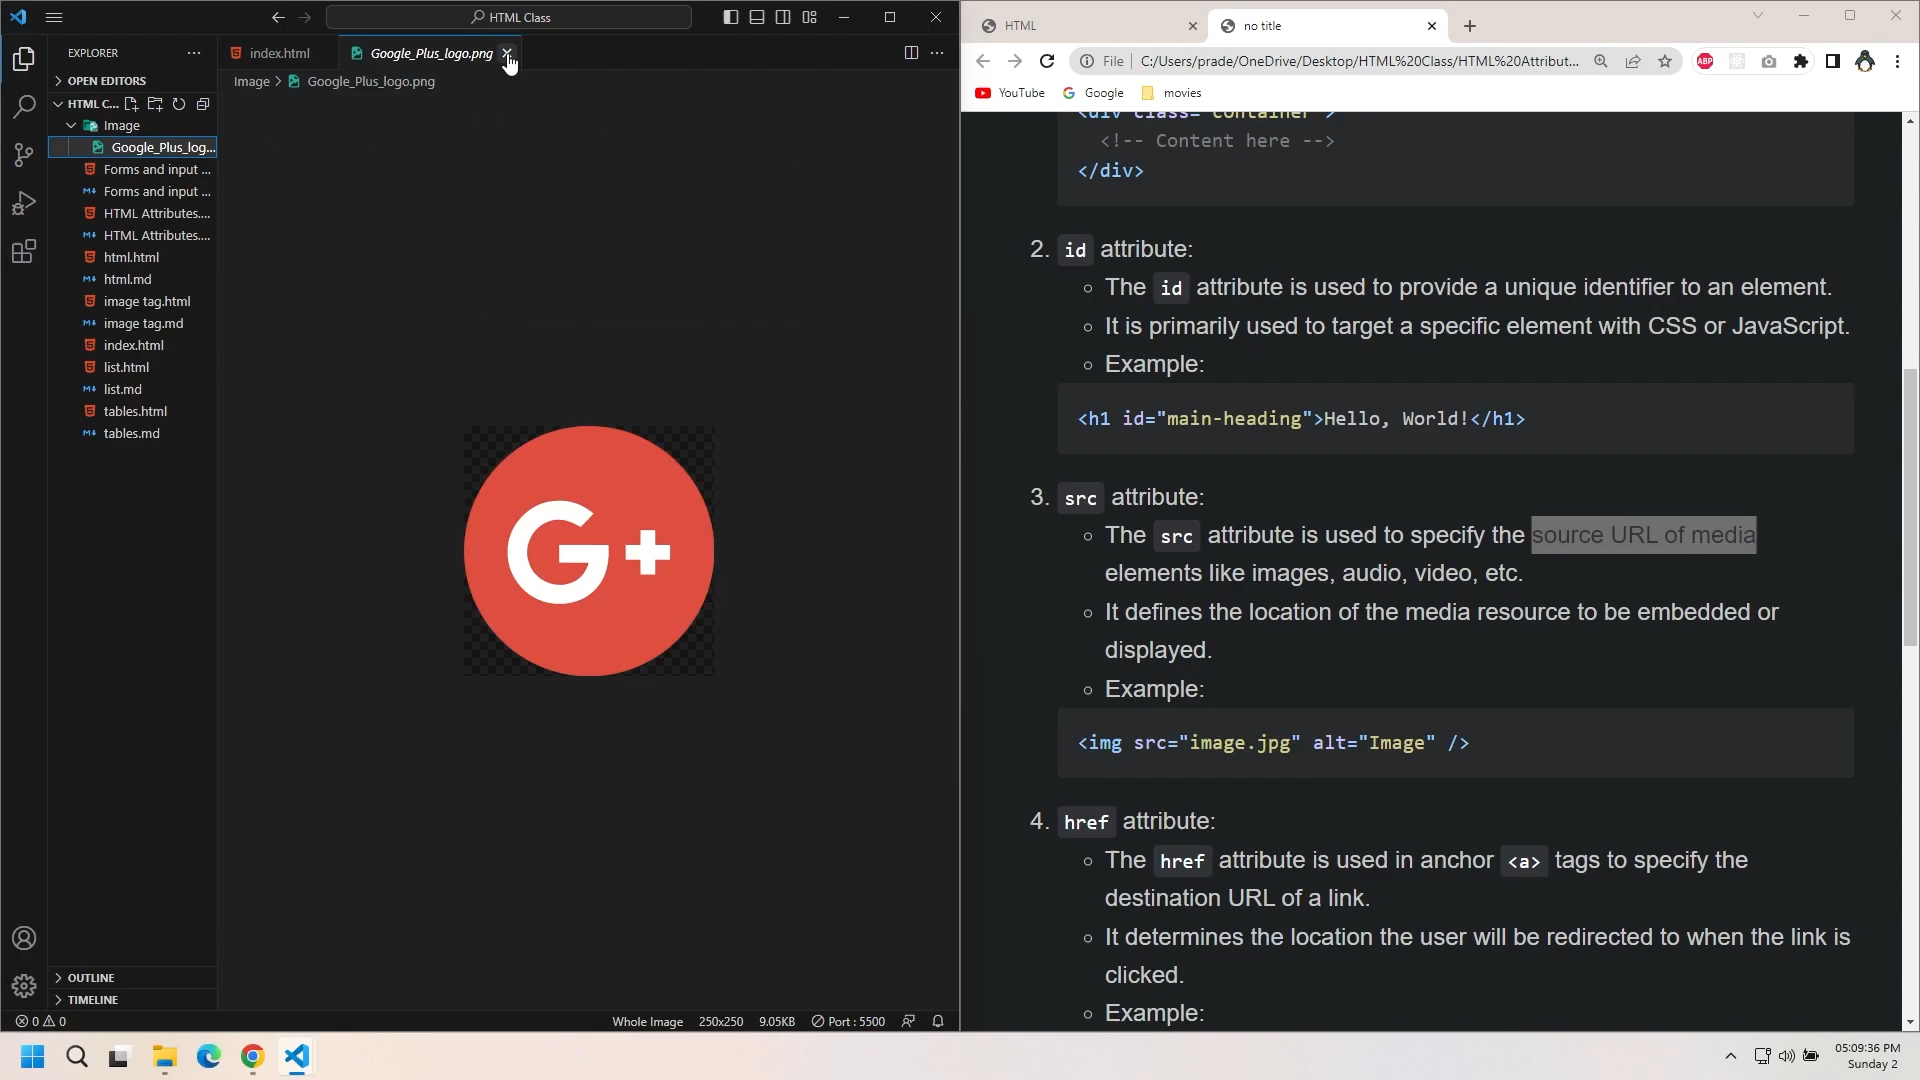 HTML Class
EXPLORER
index.html
Google_Plus_logo.png
Image > Google_Plus_logo.png
OPEN EDITORS
HTML C...
Image
Google_Plus_log...
Forms and input ...
Forms and input ...
HTML Attributes....
HTML Attributes....
html.html
html.md
image tag.html
image tag.md
index.html
list.html
list.md
tables.html
tables.md
G+
OUTLINE
TIMELINE
0 0
Whole Image 250x250 9.05KB Port : 5500
HTML
no title
File C:/Users/prade/OneDrive/Desktop/HTML%20Class/HTML%20Attribut...
ABP
YouTube Google movies
<div class="container">
<!-- Content here -->
</div>
2. id attribute:
The id attribute is used to provide a unique identifier to an element.
It is primarily used to target a specific element with CSS or JavaScript.
Example:
<h1 id="main-heading">Hello, World!</h1>
3. src attribute:
The src attribute is used to specify the source URL of media
elements like images, audio, video, etc.
It defines the location of the media resource to be embedded or
displayed.
Example:
<img src="image.jpg" alt="Image" />
4. href attribute:
The href attribute is used in anchor <a> tags to specify the
destination URL of a link.
It determines the location the user will be redirected to when the link is
clicked.
Example:
05:09:36 PM
Sunday 2